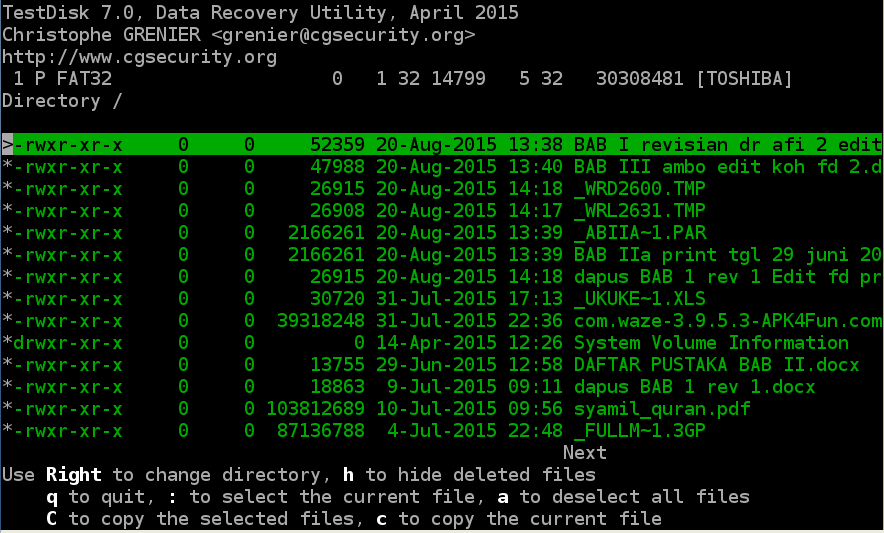 TestDisk 7.0, Data Recovery Utility, April 2015
Christophe GRENIER <grenier@cgsecurity.org>
http://www.cgsecurity.org
 1 P FAT32                    0   1 32 14799   5 32   30308481 [TOSHIBA]
Directory /
>-rwxr-xr-x     0     0     52359 20-Aug-2015 13:38 BAB I revisian dr afi 2 edit
*-rwxr-xr-x     0     0     47988 20-Aug-2015 13:40 BAB III ambo edit koh fd 2.d
*-rwxr-xr-x     0     0     26915 20-Aug-2015 14:18 _WRD2600.TMP
*-rwxr-xr-x     0     0     26908 20-Aug-2015 14:17 _WRL2631.TMP
*-rwxr-xr-x     0     0   2166261 20-Aug-2015 13:39 _ABIIA~1.PAR
*-rwxr-xr-x     0     0   2166261 20-Aug-2015 13:39 BAB IIa print tgl 29 juni 20
*-rwxr-xr-x     0     0     26915 20-Aug-2015 14:18 dapus BAB 1 rev 1 Edit fd pr
*-rwxr-xr-x     0     0     30720 31-Jul-2015 17:13 _UKUKE~1.XLS
*-rwxr-xr-x     0     0  39318248 31-Jul-2015 22:36 com.waze-3.9.5.3-APK4Fun.com
*drwxr-xr-x     0     0         0 14-Apr-2015 12:26 System Volume Information
*-rwxr-xr-x     0     0     13755 29-Jun-2015 12:58 DAFTAR PUSTAKA BAB II.docx
*-rwxr-xr-x     0     0     18863  9-Jul-2015 09:11 dapus BAB 1 rev 1.docx
*-rwxr-xr-x     0     0 103812689 10-Jul-2015 09:56 syamil_quran.pdf
*-rwxr-xr-x     0     0  87136788  4-Jul-2015 22:48 _FULLM~1.3GP
Next
Use Right to change directory, h to hide deleted files
    q to quit, : to select the current file, a to deselect all files
    C to copy the selected files, c to copy the current file